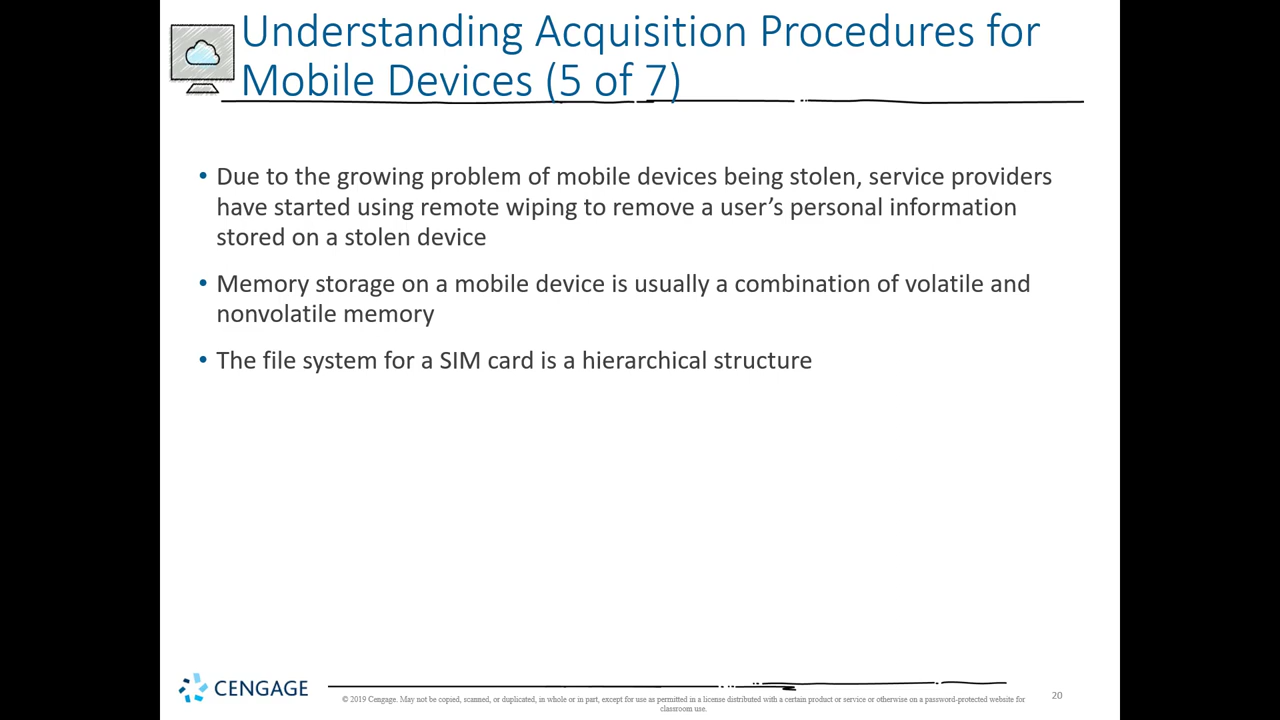 Understanding Acquisition Procedures for
Mobile Devices (5 of 7)
• Due to the growing problem of mobile devices being stolen, service providers
have started using remote wiping to remove a user’s personal information
stored on a stolen device
• Memory storage on a mobile device is usually a combination of volatile and
nonvolatile memory
• The file system for a SIM card is a hierarchical structure
CENGAGE
© 2019 Cengage. May not be copied, scanned, or duplicated, in whole or in part, except for use as permitted in a license distributed with a certain product or service or otherwise on a password-protected website for
classroom use.
20